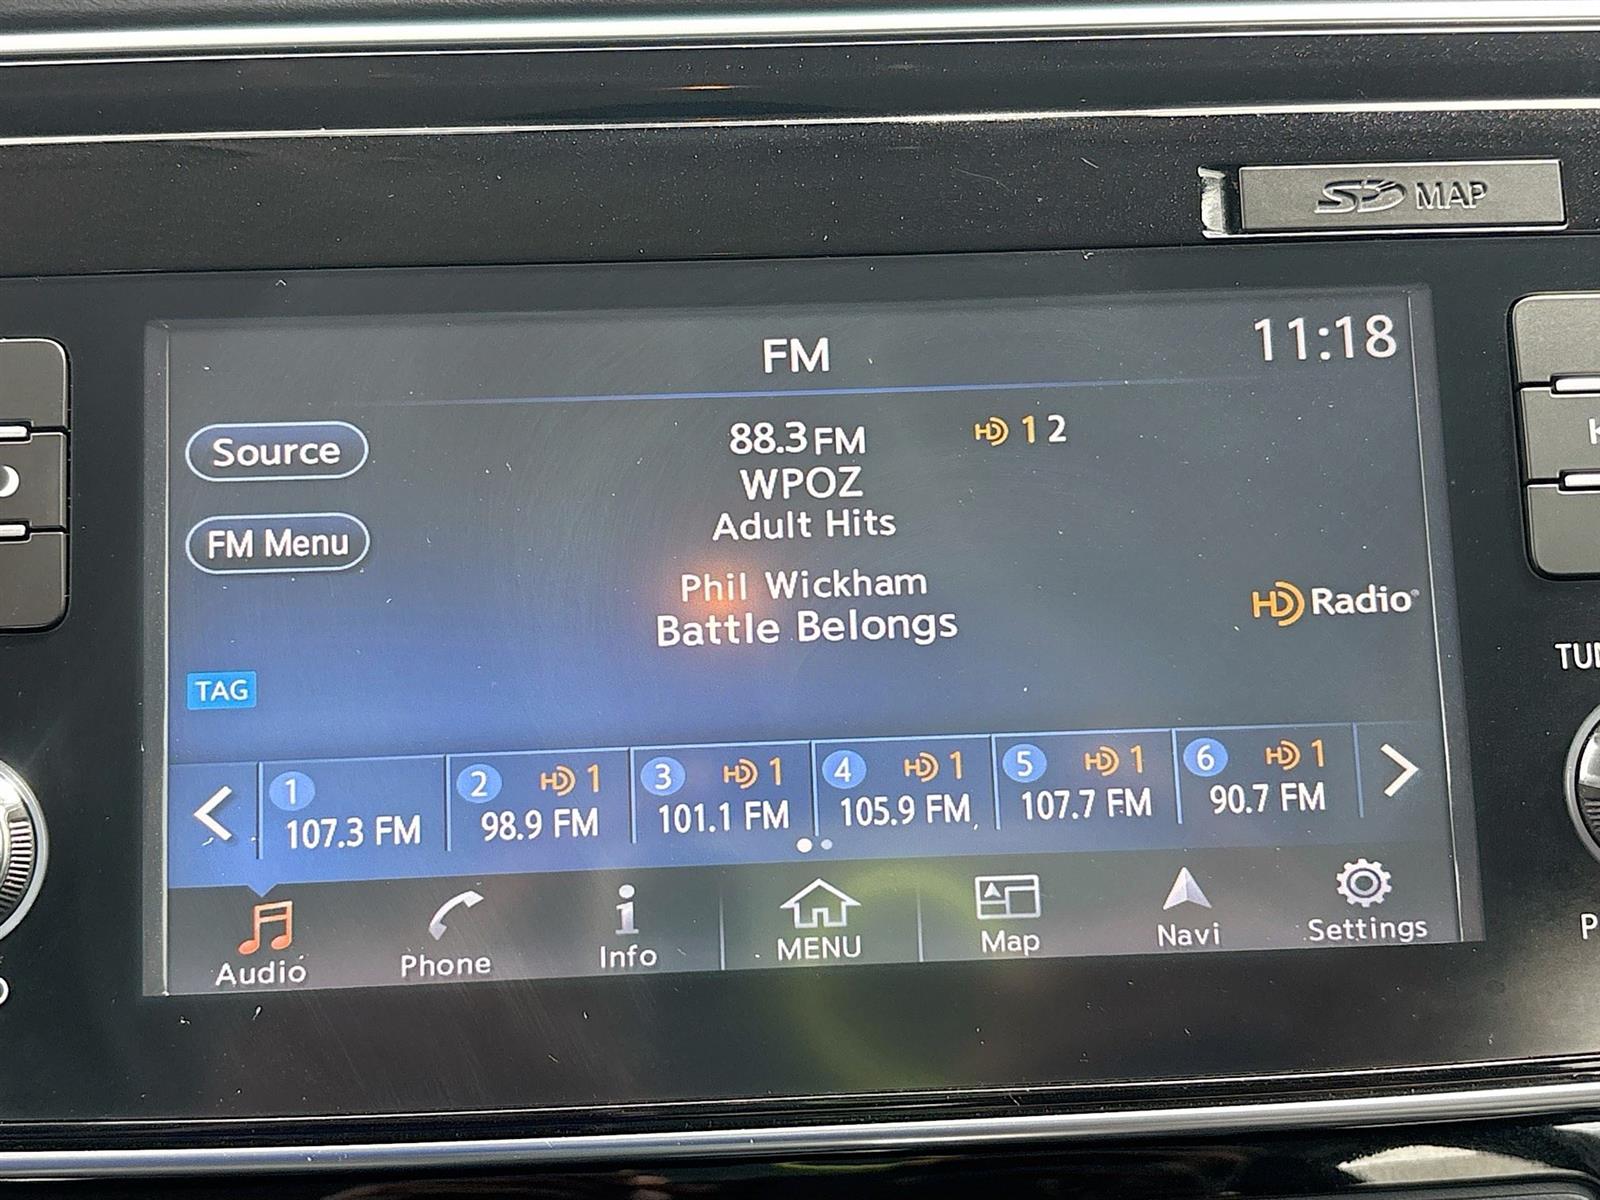 SD MAP
FM
11:18
Source
88.3 FM
HD 1 2
WPOZ
Adult Hits
FM Menu
Phil Wickham
Battle Belongs
HD Radio
TAG
1
107.3 FM
2 HD 1
98.9 FM
3 HD 1
101.1 FM
4 HD 1
105.9 FM
5 HD 1
107.7 FM
6 HD 1
90.7 FM
Audio
Phone
Info
MENU
Map
Navi
Settings